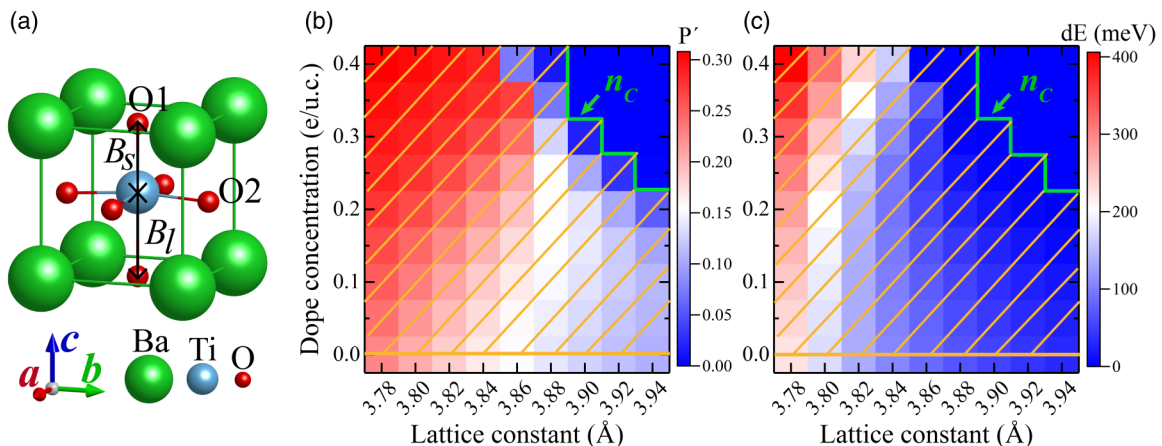 (a)
O1
Bs
O2
Bl
c
a
b
Ba
Ti
O
(b)
Dope concentration (e/u.c.)
0.4
0.3
0.2
0.1
0.0
nC
3.78
3.80
3.82
3.84
3.86
3.88
3.90
3.92
3.94
Lattice constant (Å)
P´
0.30
0.25
0.20
0.15
0.10
0.05
0.00
(c)
nC
3.78
3.80
3.82
3.84
3.86
3.88
3.90
3.92
3.94
Lattice constant (Å)
dE (meV)
400
300
200
100
0